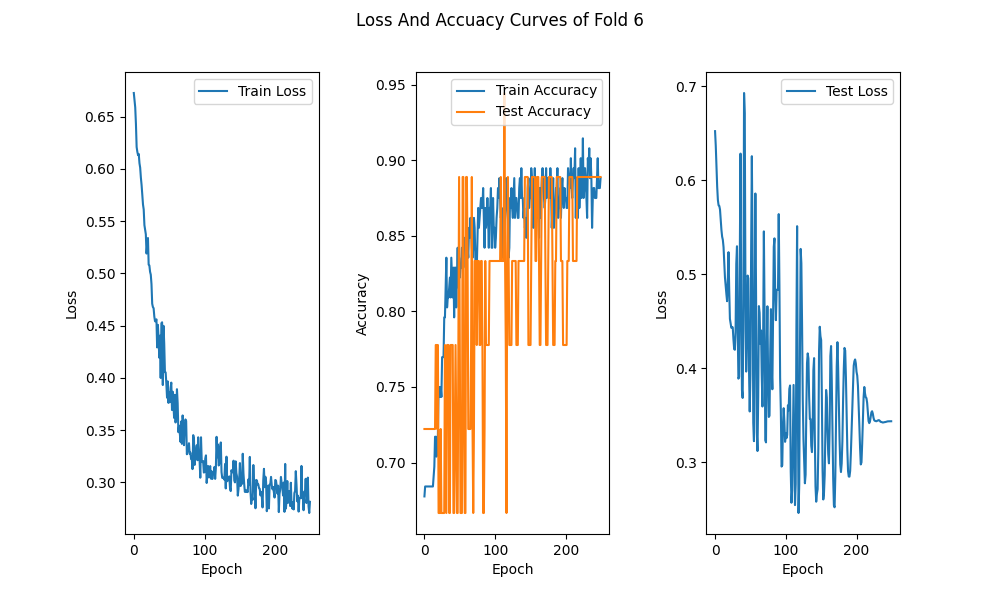 Loss And Accuacy Curves of Fold 6
Train Loss
0.65
0.60
0.55
0.50
0.45
0.40
0.35
0.30
Loss
0 100 200
Epoch
Train Accuracy
Test Accuracy
0.95
0.90
0.85
0.80
0.75
0.70
Accuracy
0 100 200
Epoch
Test Loss
0.7
0.6
0.5
0.4
0.3
Loss
0 100 200
Epoch